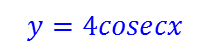 y = 4cosecx